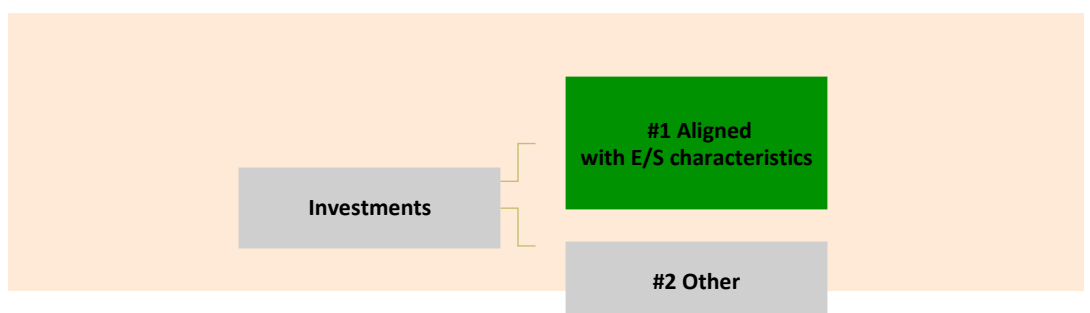 #1 Aligned
with E/S characteristics
Investments
#2 Other